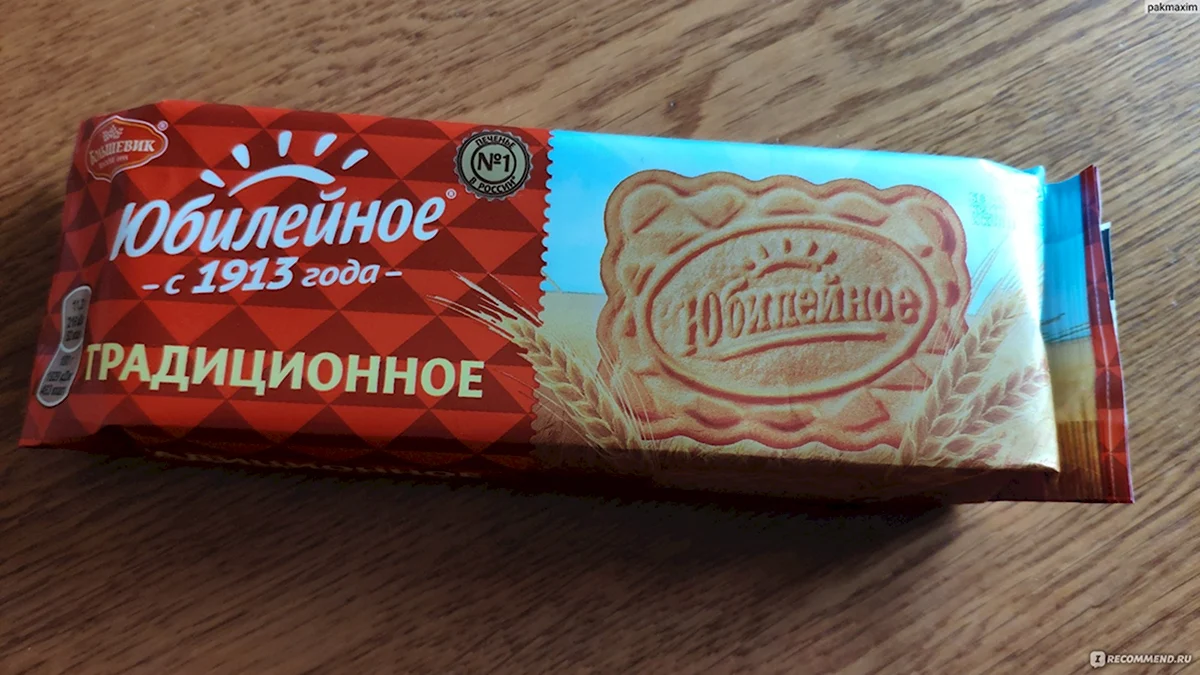 pakmaxim
БОЛЬШЕВИК
Юбилейное
– с 1913 года –
ТРАДИЦИОННОЕ
ПЕЧЕНЬЕ
№1
В РОССИИ
Юбилейное
RECOMMEND.RU